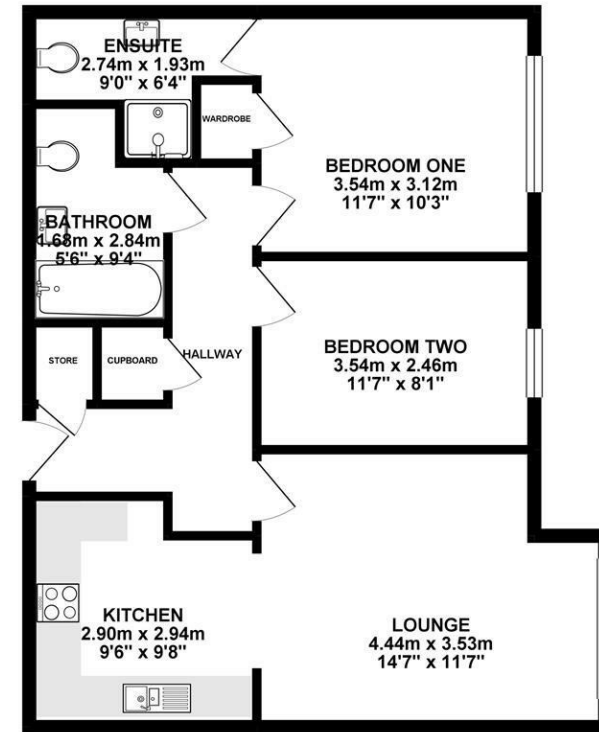 ENSUITE
2.74m x 1.93m
9'0" x 6'4"
WARDROBE
BEDROOM ONE
3.54m x 3.12m
11'7" x 10'3"
BATHROOM
1.68m x 2.84m
5'6" x 9'4"
STORE
CUPBOARD
HALLWAY
BEDROOM TWO
3.54m x 2.46m
11'7" x 8'1"
KITCHEN
2.90m x 2.94m
9'6" x 9'8"
LOUNGE
4.44m x 3.53m
14'7" x 11'7"